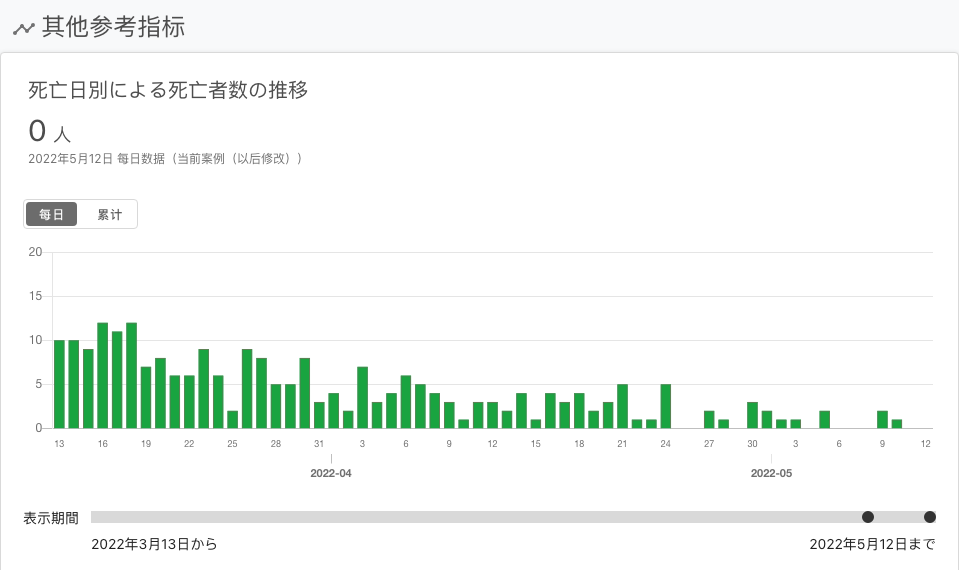 其他参考指标
死亡日別による死亡者数の推移
0 人
2022年5月12日 每日数据（当前案例（以后修改））
每日 累计
20
15
10
5
0
13 16 19 22 25 28 31 3 6 9 12 15 18 21 24 27 30 3 6 9 12
2022-04 2022-05
表示期間
2022年3月13日から 2022年5月12日まで